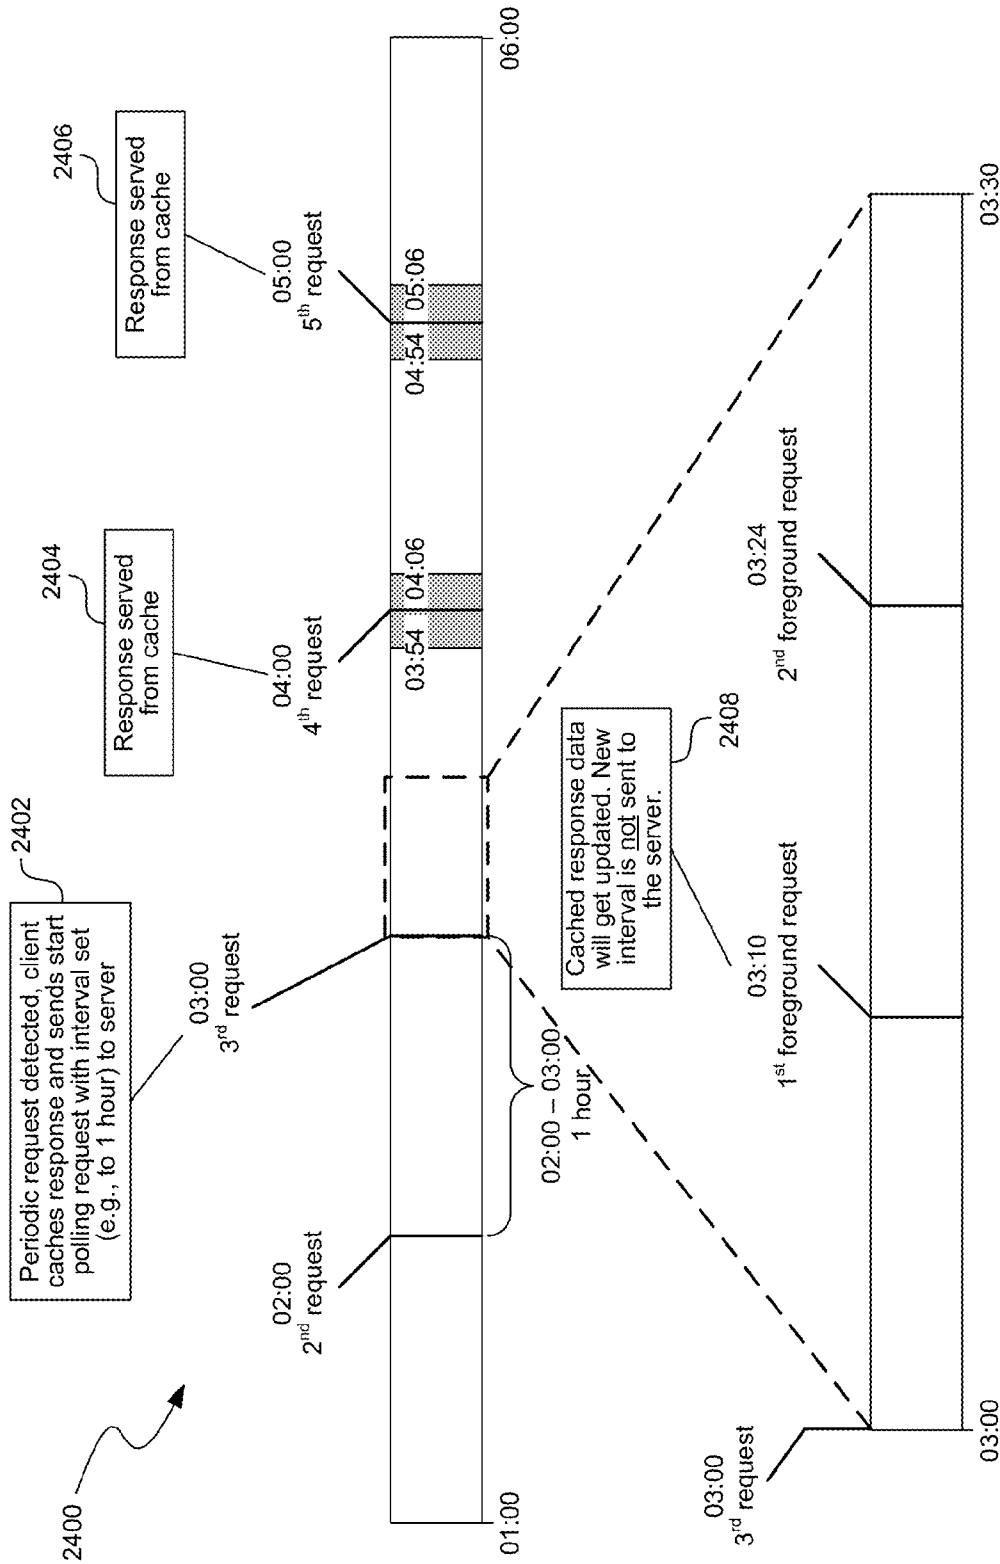 2400
Periodic request detected, client
caches response and sends start
polling request with interval set
(e.g., to 1 hour) to server
2402
Response served
from cache
2404
Response served
from cache
2406
02:00
2nd request
03:00
3rd request
04:00
4th request
05:00
5th request
03:54
04:06
04:54
05:06
01:00
06:00
02:00 – 03:00
1 hour
Cached response data
will get updated. New
interval is not sent to
the server.
2408
03:00
3rd request
03:10
1st foreground request
03:24
2nd foreground request
03:00
03:30